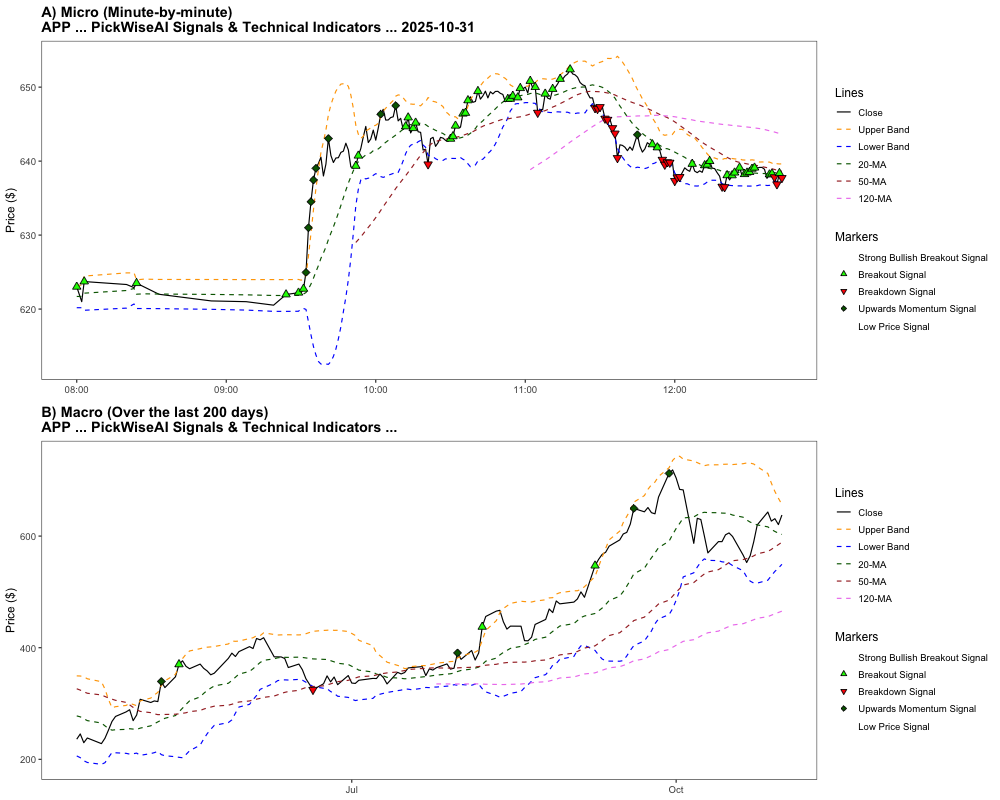 A) Micro (Minute-by-minute)
APP ... PickWiseAI Signals & Technical Indicators ... 2025-10-31
Price ($)
650
640
630
620
08:00
09:00
10:00
11:00
12:00
Lines
Close
Upper Band
Lower Band
20-MA
50-MA
120-MA
Markers
Strong Bullish Breakout Signal
Breakout Signal
Breakdown Signal
Upwards Momentum Signal
Low Price Signal
B) Macro (Over the last 200 days)
APP ... PickWiseAI Signals & Technical Indicators ...
Price ($)
600
400
200
Jul
Oct
Lines
Close
Upper Band
Lower Band
20-MA
50-MA
120-MA
Markers
Strong Bullish Breakout Signal
Breakout Signal
Breakdown Signal
Upwards Momentum Signal
Low Price Signal